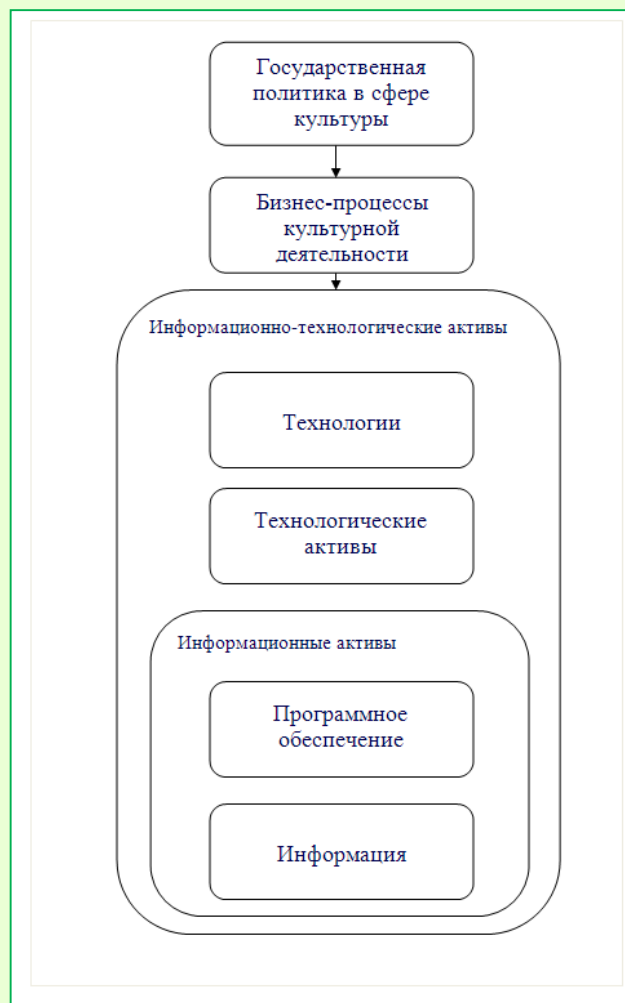 Государственная
политика в сфере
культуры
Бизнес-процессы
культурной
деятельности
Информационно-технологические активы
Технологии
Технологические
активы
Информационные активы
Программное
обеспечение
Информация